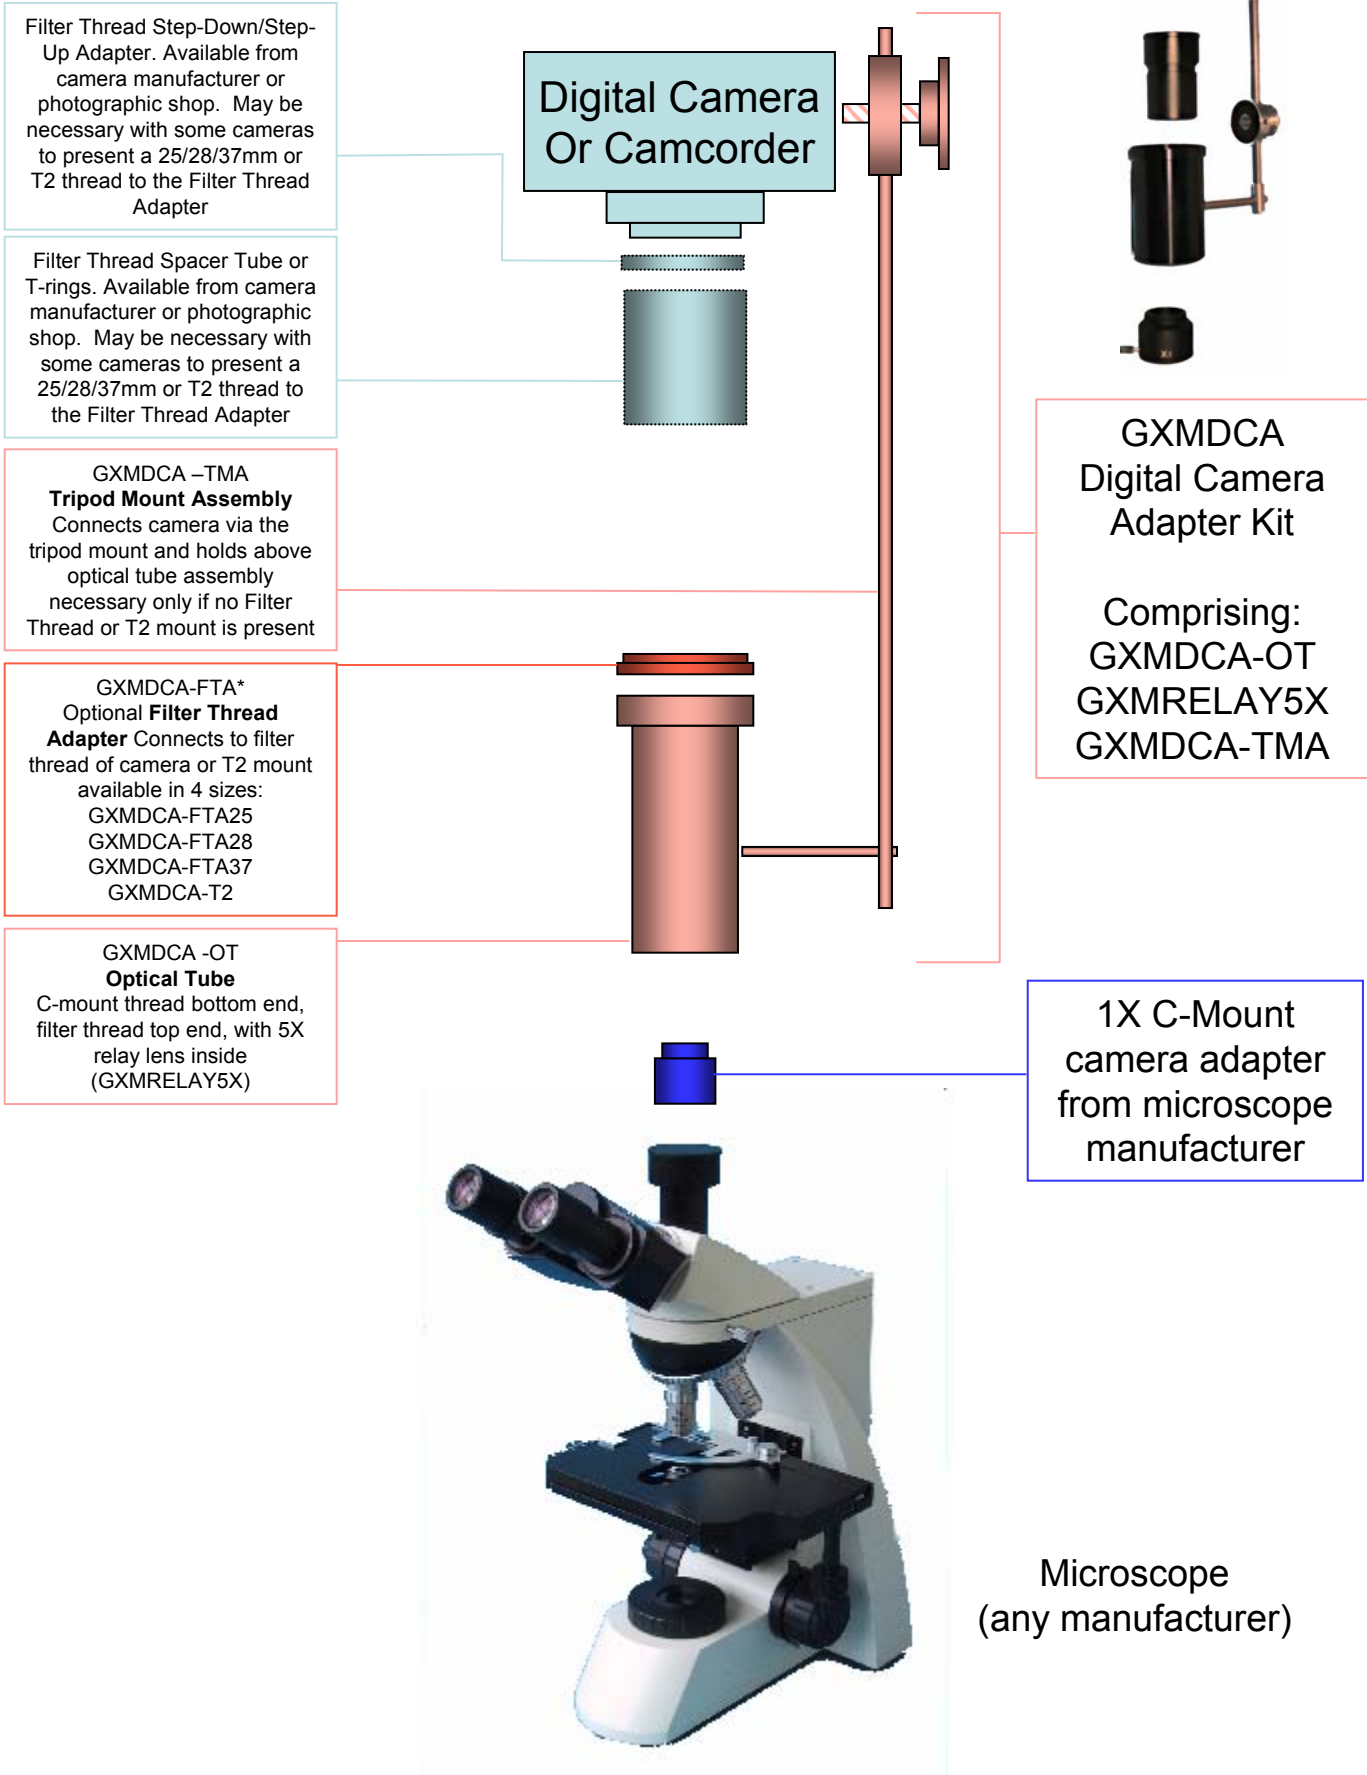 Filter Thread Step-Down/Step-
Up Adapter. Available from
camera manufacturer or
photographic shop. May be
necessary with some cameras
to present a 25/28/37mm or
T2 thread to the Filter Thread
Adapter
Filter Thread Spacer Tube or
T-rings. Available from camera
manufacturer or photographic
shop. May be necessary with
some cameras to present a
25/28/37mm or T2 thread to
the Filter Thread Adapter
GXMDCA –TMA
Tripod Mount Assembly
Connects camera via the
tripod mount and holds above
optical tube assembly
necessary only if no Filter
Thread or T2 mount is present
GXMDCA-FTA*
Optional Filter Thread
Adapter Connects to filter
thread of camera or T2 mount
available in 4 sizes:
GXMDCA-FTA25
GXMDCA-FTA28
GXMDCA-FTA37
GXMDCA-T2
GXMDCA -OT
Optical Tube
C-mount thread bottom end,
filter thread top end, with 5X
relay lens inside
(GXMRELAY5X)
Digital Camera
Or Camcorder
X1
GXMDCA
Digital Camera
Adapter Kit
Comprising:
GXMDCA-OT
GXMRELAY5X
GXMDCA-TMA
1X C-Mount
camera adapter
from microscope
manufacturer
Microscope
(any manufacturer)